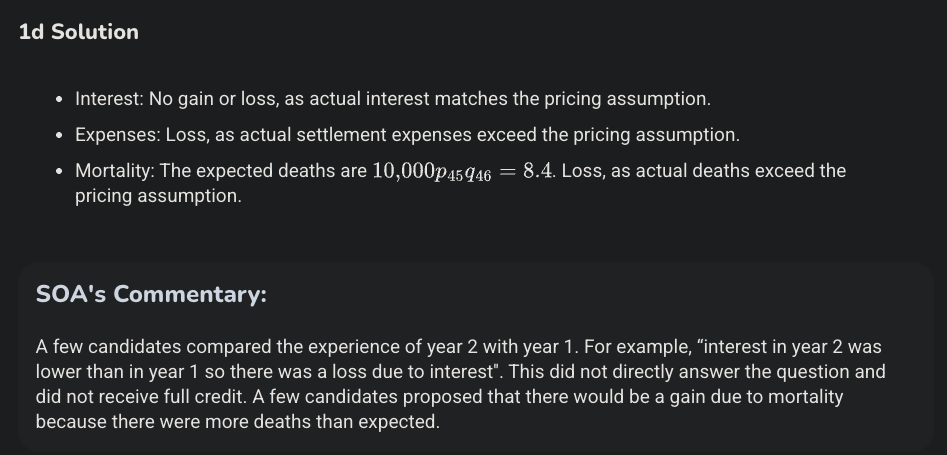 1d Solution
• Interest: No gain or loss, as actual interest matches the pricing assumption.
• Expenses: Loss, as actual settlement expenses exceed the pricing assumption.
• Mortality: The expected deaths are 10,000p₄₅q₄₆ = 8.4. Loss, as actual deaths exceed the
pricing assumption.
SOA's Commentary:
A few candidates compared the experience of year 2 with year 1. For example, “interest in year 2 was
lower than in year 1 so there was a loss due to interest". This did not directly answer the question and
did not receive full credit. A few candidates proposed that there would be a gain due to mortality
because there were more deaths than expected.